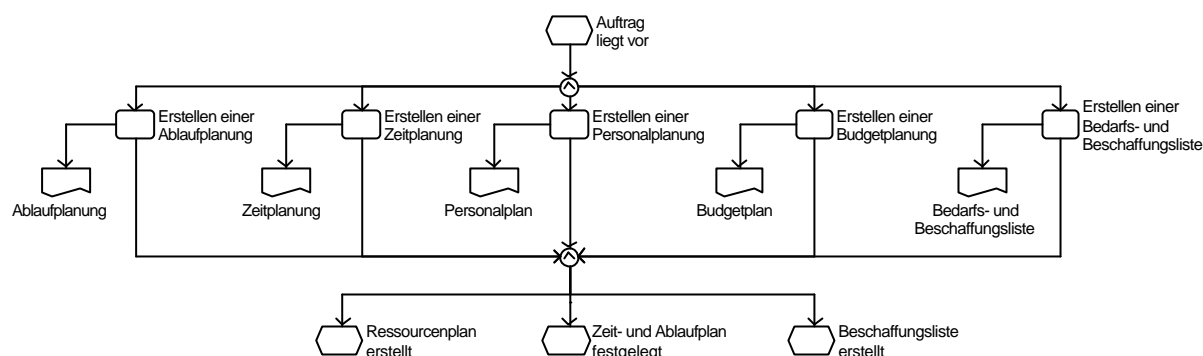 Auftrag
liegt vor
Erstellen einer
Ablaufplanung
Erstellen einer
Zeitplanung
Erstellen einer
Personalplanung
Erstellen einer
Budgetplanung
Erstellen einer
Bedarfs- und
Beschaffungsliste
Ablaufplanung
Zeitplanung
Personalplan
Budgetplan
Bedarfs- und
Beschaffungsliste
Ressourcenplan
erstellt
Zeit- und Ablaufplan
festgelegt
Beschaffungsliste
erstellt